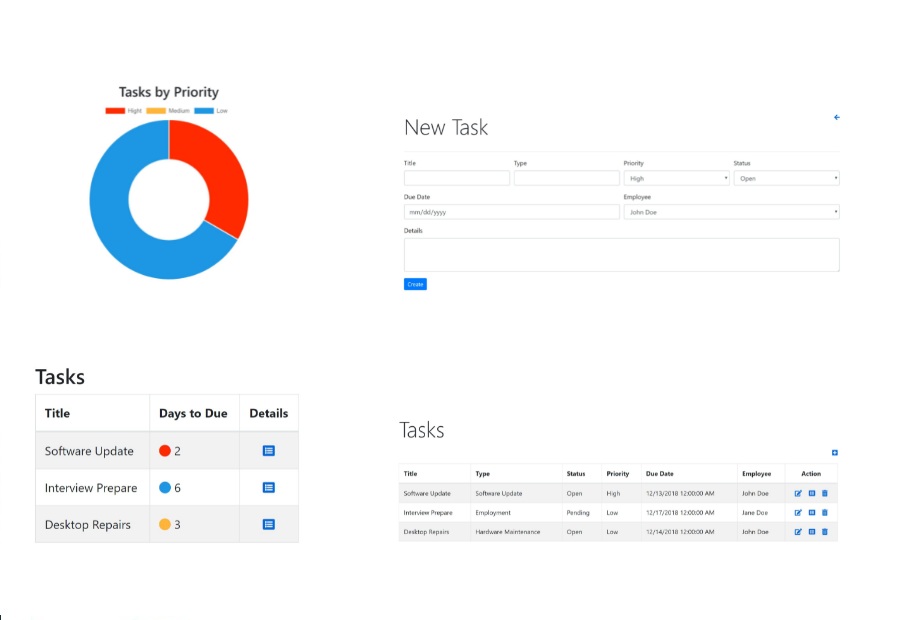 Tasks by Priority
Hight Medium Low
New Task
Title Type Priority Status
High Open
Due Date Employee
mm/dd/yyyy John Doe
Details
Create
Tasks
Title Days to Due Details
Software Update 2
Interview Prepare 6
Desktop Repairs 3
Tasks
Title Type Status Priority Due Date Employee Action
Software Update Software Update Open High 12/13/2018 12:00:00 AM John Doe
Interview Prepare Employment Pending Low 12/17/2018 12:00:00 AM Jane Doe
Desktop Repairs Hardware Maintenance Open Low 12/14/2018 12:00:00 AM John Doe